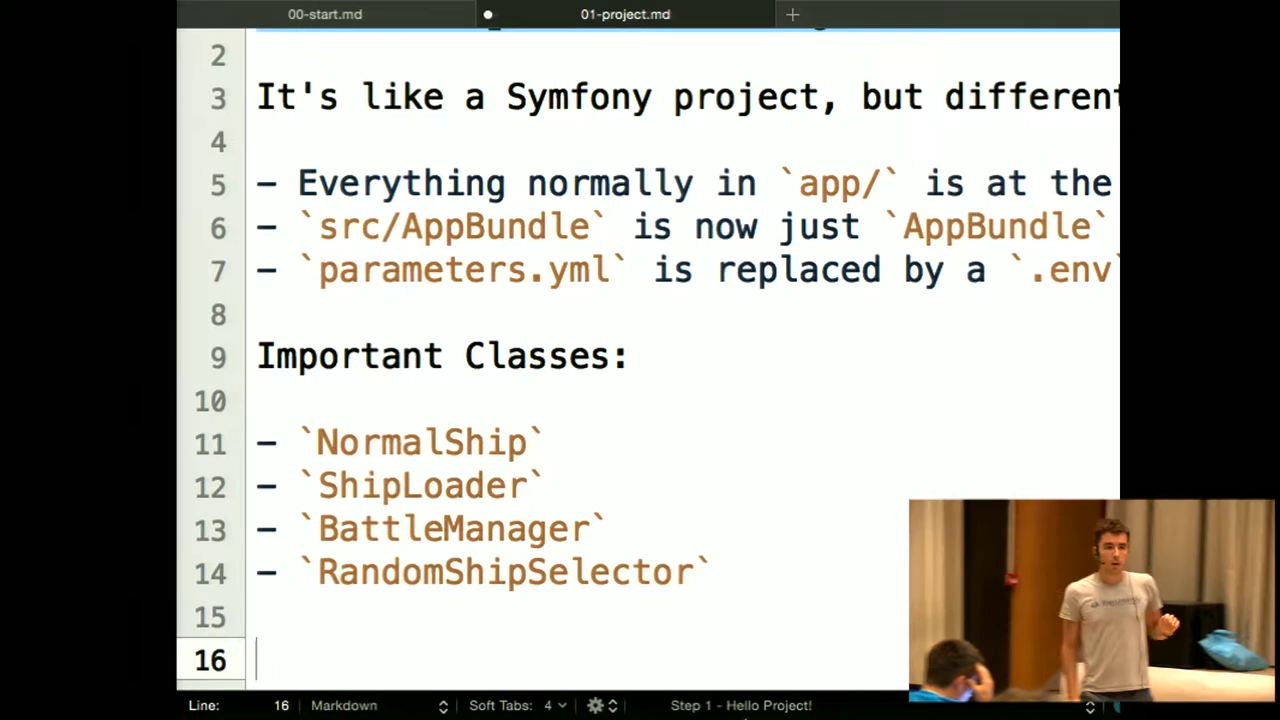 00-start.md
01-project.md
2
3 It's like a Symfony project, but different
4
5 - Everything normally in `app/` is at the
6 - `src/AppBundle` is now just `AppBundle`
7 - `parameters.yml` is replaced by a `.env`
8
9 Important Classes:
10
11 - `NormalShip`
12 - `ShipLoader`
13 - `BattleManager`
14 - `RandomShipSelector`
15
16
Line: 16 Markdown Soft Tabs: 4 Step 1 - Hello Project!